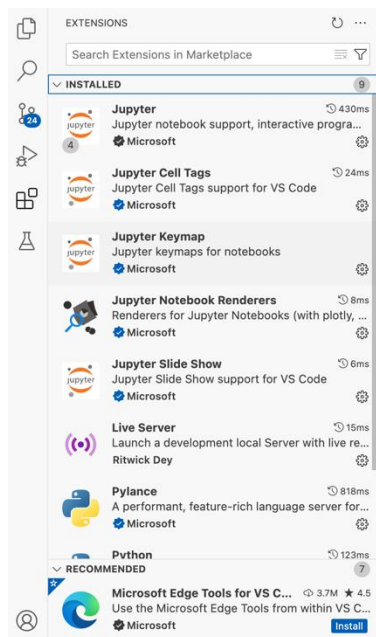 EXTENSIONS
Search Extensions in Marketplace
INSTALLED 9
Jupyter 430ms
Jupyter notebook support, interactive progra...
Microsoft
jupyter
4
Jupyter Cell Tags 24ms
Jupyter Cell Tags support for VS Code
Microsoft
jupyter
24
Jupyter Keymap
Jupyter keymaps for notebooks
Microsoft
jupyter
Jupyter Notebook Renderers 8ms
Renderers for Jupyter Notebooks (with plotly, ...
Microsoft
Jupyter Slide Show 6ms
Jupyter Slide Show support for VS Code
Microsoft
jupyter
Live Server 15ms
Launch a development local Server with live re...
Ritwick Dey
Pylance 818ms
A performant, feature-rich language server for...
Microsoft
Python 123ms
RECOMMENDED 7
Microsoft Edge Tools for VS C... 3.7M ★ 4.5
Use the Microsoft Edge Tools from within VS C...
Microsoft Install